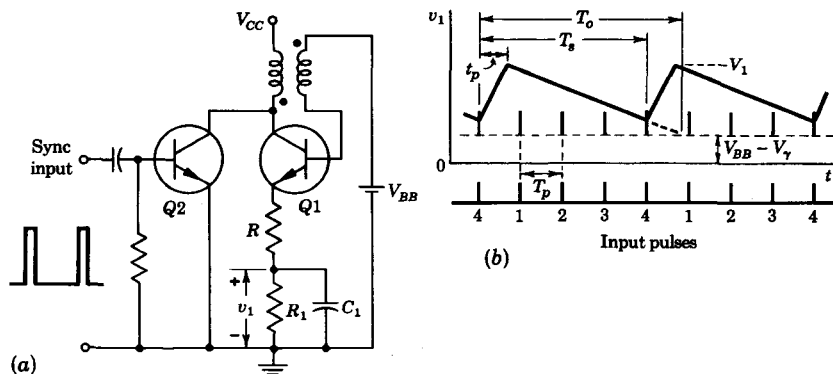 V_CC
Sync
input
Q2
Q1
R
V_BB
+
v_1
−
R_1
C_1
(a)
v_1
T_o
T_s
t_p
V_1
V_BB − V_γ
0
t
T_p
4 1 2 3 4 1 2 3 4
Input pulses
(b)